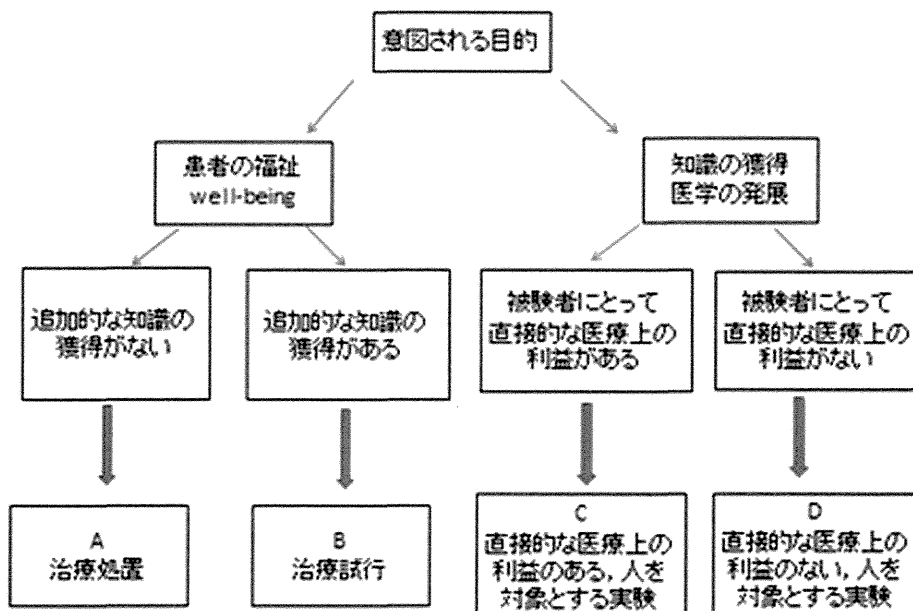 意図される目的
患者の福祉
well-being
知識の獲得
医学の発展
追加的な知識の
獲得がない
追加的な知識の
獲得がある
被験者にとって
直接的な医療上の
利益がある
被験者にとって
直接的な医療上の
利益がない
A
治療処置
B
治療試行
C
直接的な医療上の
利益のある，人を
対象とする実験
D
直接的な医療上の
利益のない，人を
対象とする実験